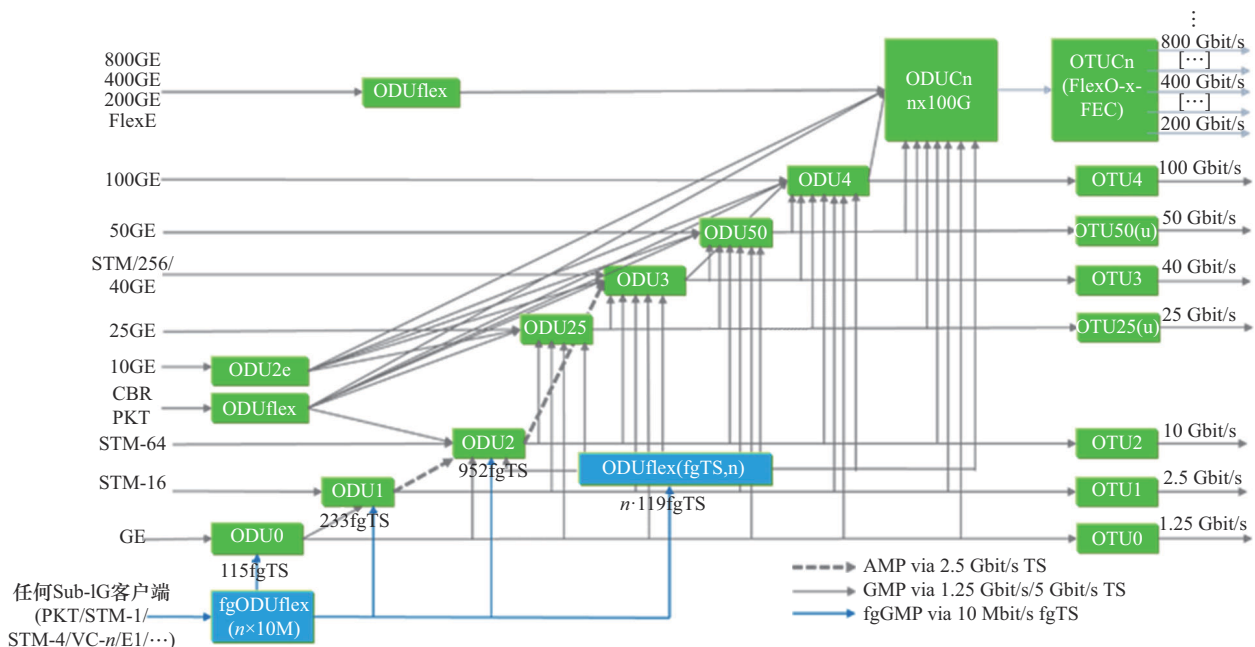 ⋮
800GE
400GE
200GE
FlexE
ODUflex
ODUCn
nx100G
OTUCn
(FlexO-x-
FEC)
800 Gbit/s
[…]
400 Gbit/s
[…]
200 Gbit/s
100GE
ODU4
OTU4
100 Gbit/s
50GE
ODU50
OTU50(u)
50 Gbit/s
STM/256/
40GE
ODU3
OTU3
40 Gbit/s
25GE
ODU25
OTU25(u)
25 Gbit/s
10GE
ODU2e
CBR
PKT
ODUflex
STM-64
ODU2
952fgTS
OTU2
10 Gbit/s
ODUflex(fgTS,n)
n·119fgTS
STM-16
ODU1
233fgTS
OTU1
2.5 Gbit/s
GE
ODU0
115fgTS
OTU0
1.25 Gbit/s
任何Sub-lG客户端
(PKT/STM-1/
STM-4/VC-n/E1/…)
fgODUflex
(n×10M)
AMP via 2.5 Gbit/s TS
GMP via 1.25 Gbit/s/5 Gbit/s TS
fgGMP via 10 Mbit/s fgTS